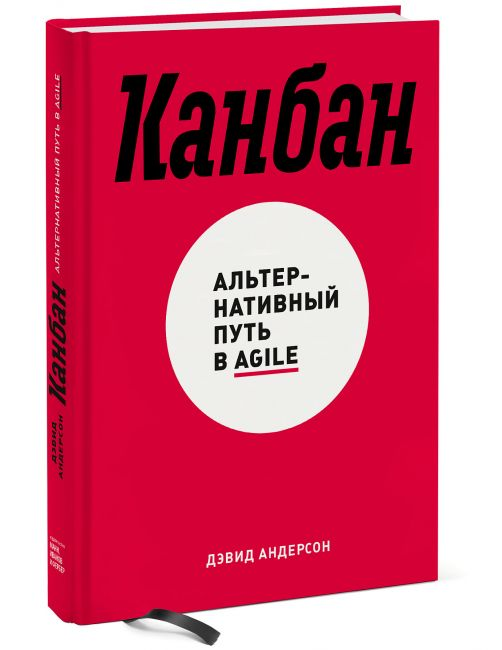 Канбан
АЛЬТЕР-
НАТИВНЫЙ
ПУТЬ
В AGILE
ДЭВИД АНДЕРСОН
ДЭВИД
АНДЕРСОН
Канбан
АЛЬТЕРНАТИВНЫЙ ПУТЬ В AGILE